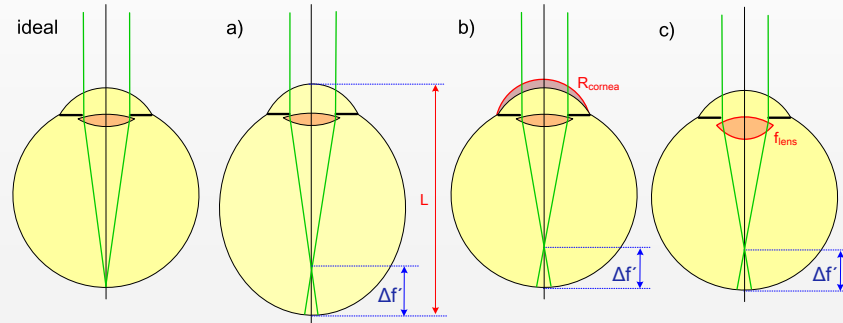 ideal
a)
b)
c)
R_cornea
L
f_lens
Δf´
Δf´
Δf´